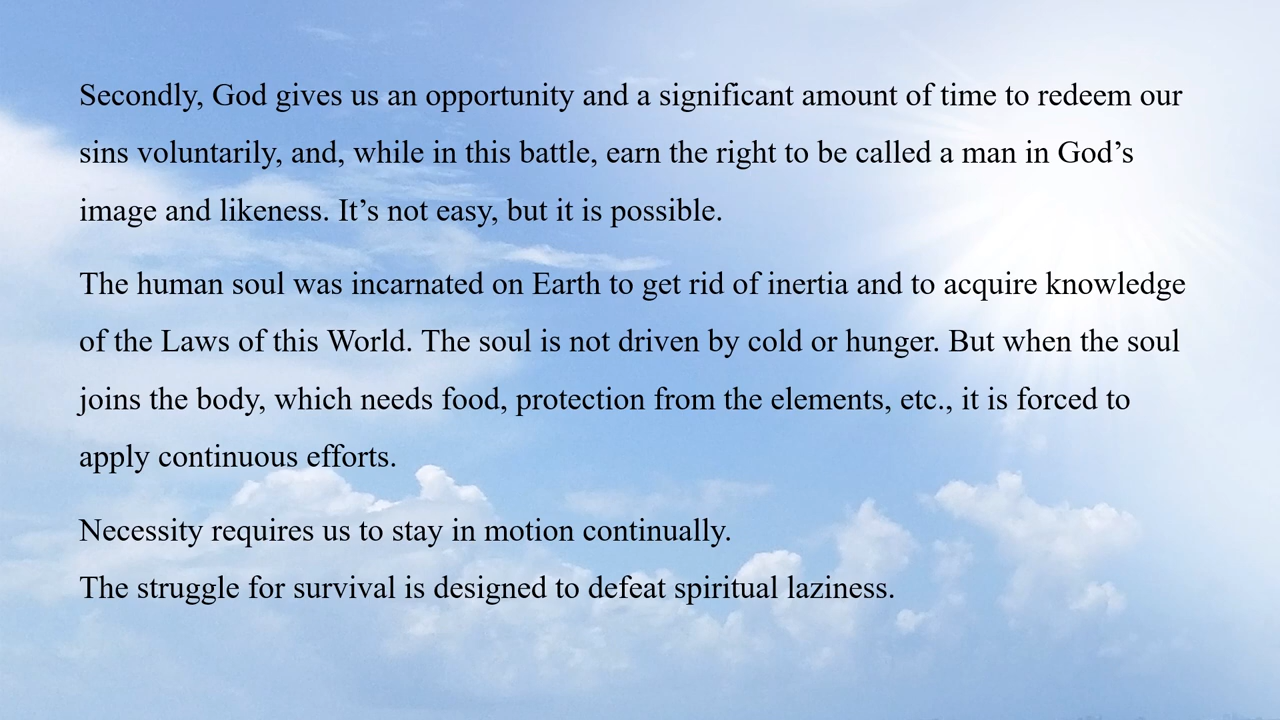 Secondly, God gives us an opportunity and a significant amount of time to redeem our
sins voluntarily, and, while in this battle, earn the right to be called a man in God’s
image and likeness. It’s not easy, but it is possible.
The human soul was incarnated on Earth to get rid of inertia and to acquire knowledge
of the Laws of this World. The soul is not driven by cold or hunger. But when the soul
joins the body, which needs food, protection from the elements, etc., it is forced to
apply continuous efforts.
Necessity requires us to stay in motion continually.
The struggle for survival is designed to defeat spiritual laziness.